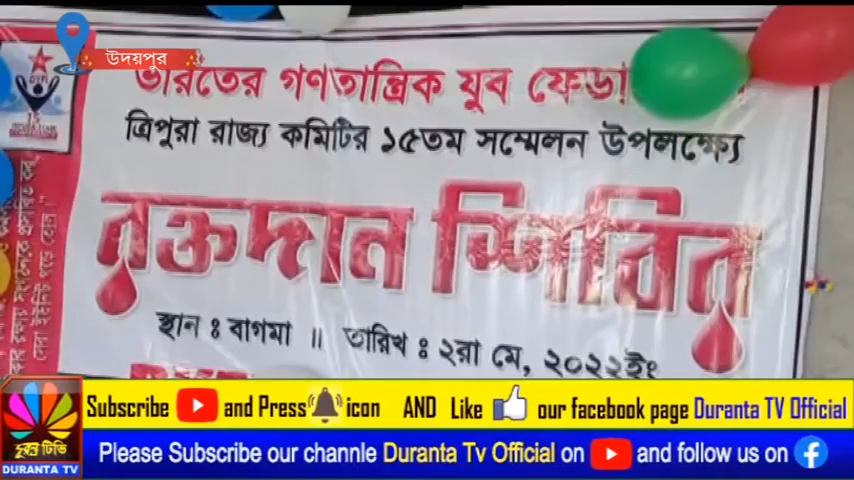 উদয়পুর
ভারতের গণতান্ত্রিক যুব
ত্রিপুরা রাজ্য কমিটির ১৫তম সম্মেলন উপলক্ষ্যে
রক্তদান শিবির
স্থান ঃ বাগমা ॥ তারিখ ঃ ২রা মে, ২০২২ইং
Subscribe and Press icon AND Like our facebook page Duranta TV Official
দুরন্ত টিভি
DURANTA TV
Please Subscribe our channle Duranta Tv Official on and follow us on